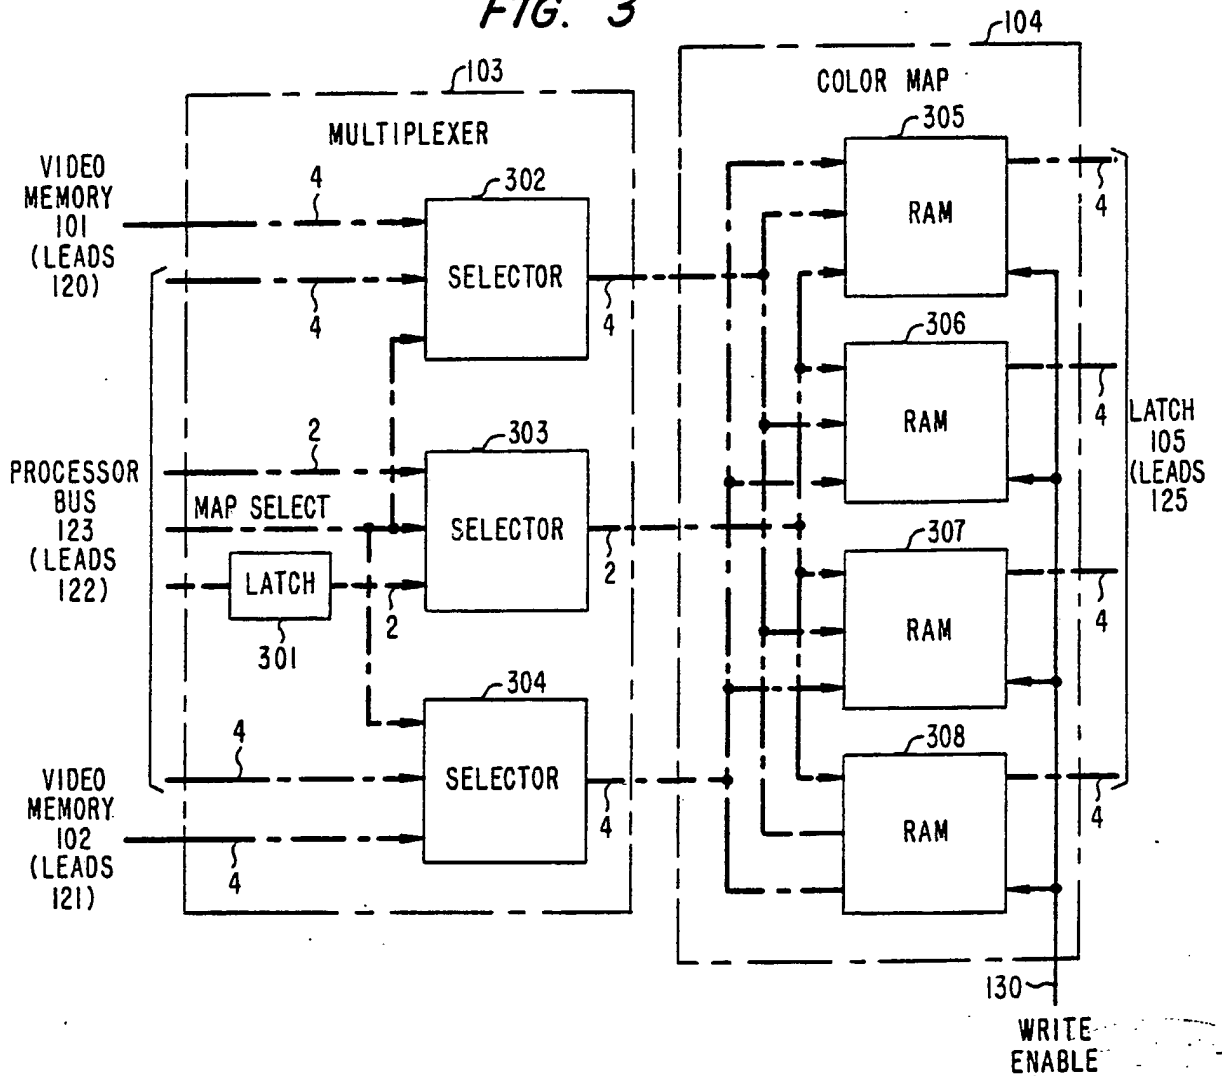 FIG. 3
104
103
COLOR MAP
MULTIPLEXER
305
VIDEO
MEMORY
101
(LEADS
120)
4
302
4
RAM
SELECTOR
4
4
306
4
RAM
2
303
PROCESSOR
BUS
123
(LEADS
122)
MAP SELECT
SELECTOR
2
LATCH
301
2
LATCH
105
(LEADS
125
307
4
RAM
304
4
SELECTOR
4
308
4
RAM
VIDEO
MEMORY
102
(LEADS
121)
4
130
WRITE
ENABLE